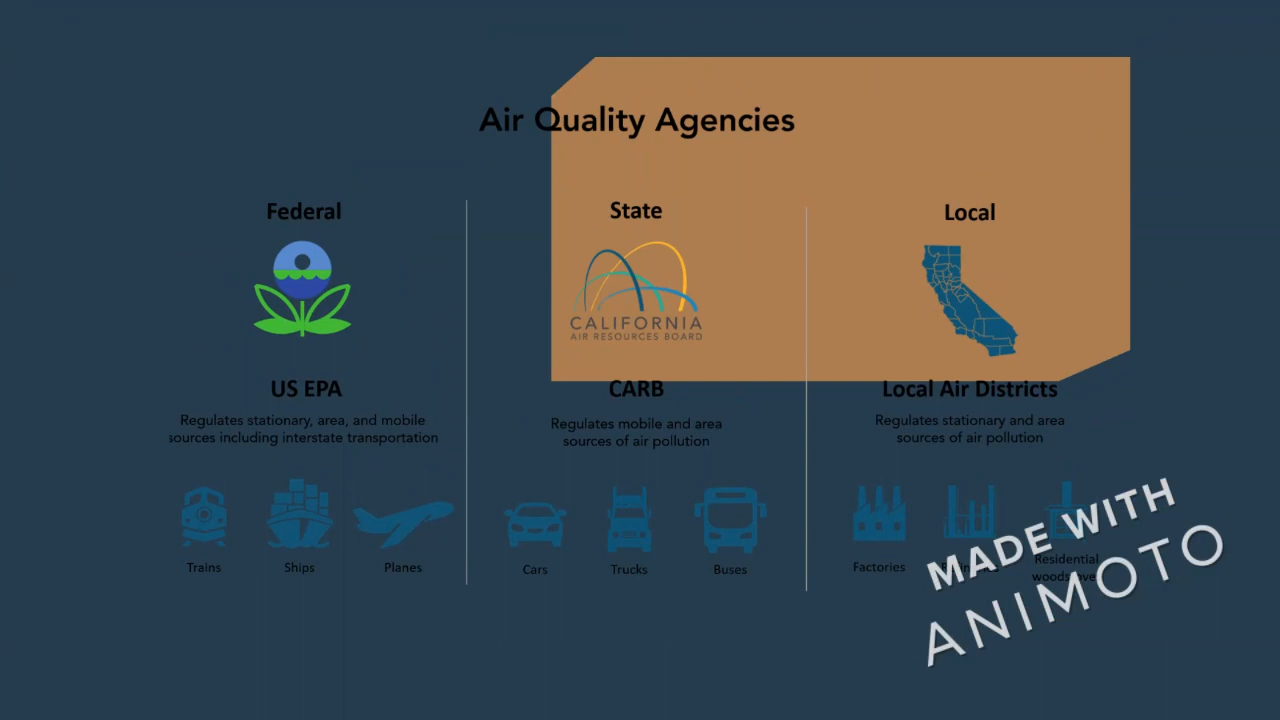 Air Quality Agencies
Federal
US EPA
Regulates stationary, area, and mobile
sources including interstate transportation
Trains
Ships
Planes
State
CALIFORNIA
AIR RESOURCES BOARD
CARB
Regulates mobile and area
sources of air pollution
Cars
Trucks
Buses
Local
Local Air Districts
Regulates stationary and area
sources of air pollution
Factories
Residential
MADE WITH
ANIMOTO